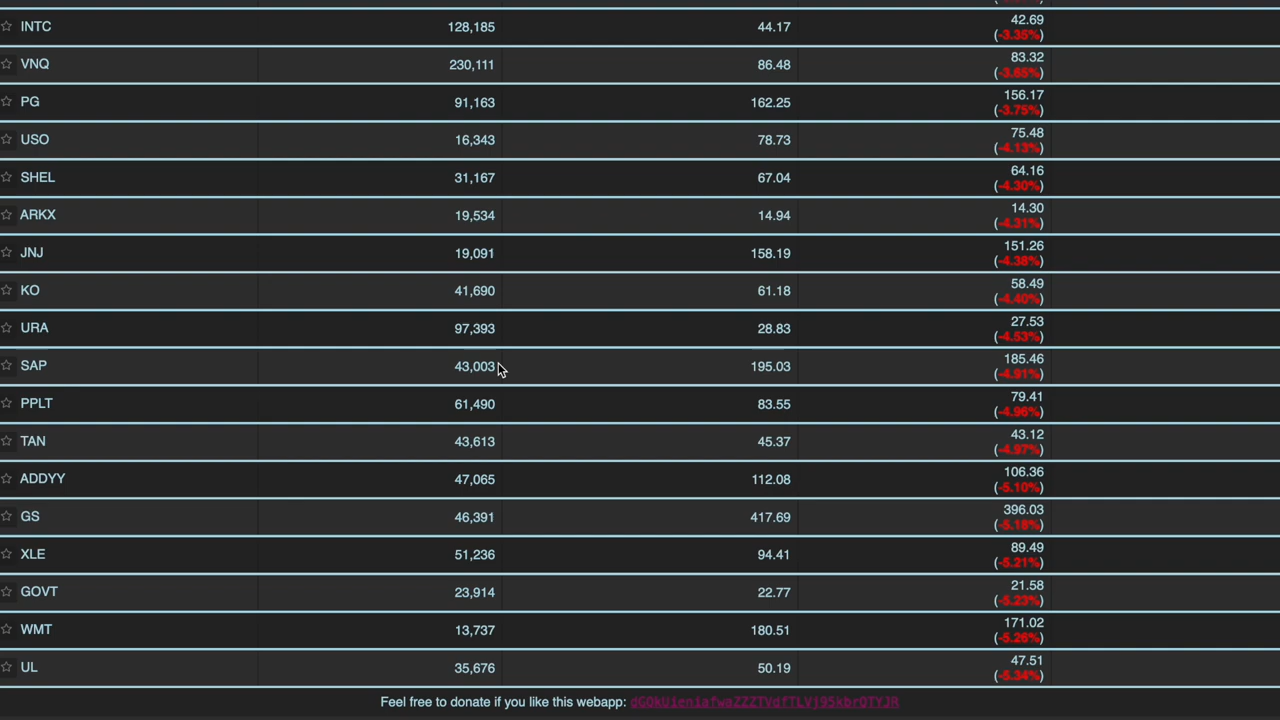 INTC 128,185 44.17 42.69 (-3.35%)
VNQ 230,111 86.48 83.32 (-3.65%)
PG 91,163 162.25 156.17 (-3.75%)
USO 16,343 78.73 75.48 (-4.13%)
SHEL 31,167 67.04 64.16 (-4.30%)
ARKX 19,534 14.94 14.30 (-4.31%)
JNJ 19,091 158.19 151.26 (-4.38%)
KO 41,690 61.18 58.49 (-4.40%)
URA 97,393 28.83 27.53 (-4.53%)
SAP 43,003 195.03 185.46 (-4.91%)
PPLT 61,490 83.55 79.41 (-4.96%)
TAN 43,613 45.37 43.12 (-4.97%)
ADDYY 47,065 112.08 106.36 (-5.10%)
GS 46,391 417.69 396.03 (-5.18%)
XLE 51,236 94.41 89.49 (-5.21%)
GOVT 23,914 22.77 21.58 (-5.23%)
WMT 13,737 180.51 171.02 (-5.26%)
UL 35,676 50.19 47.51 (-5.34%)
Feel free to donate if you like this webapp: